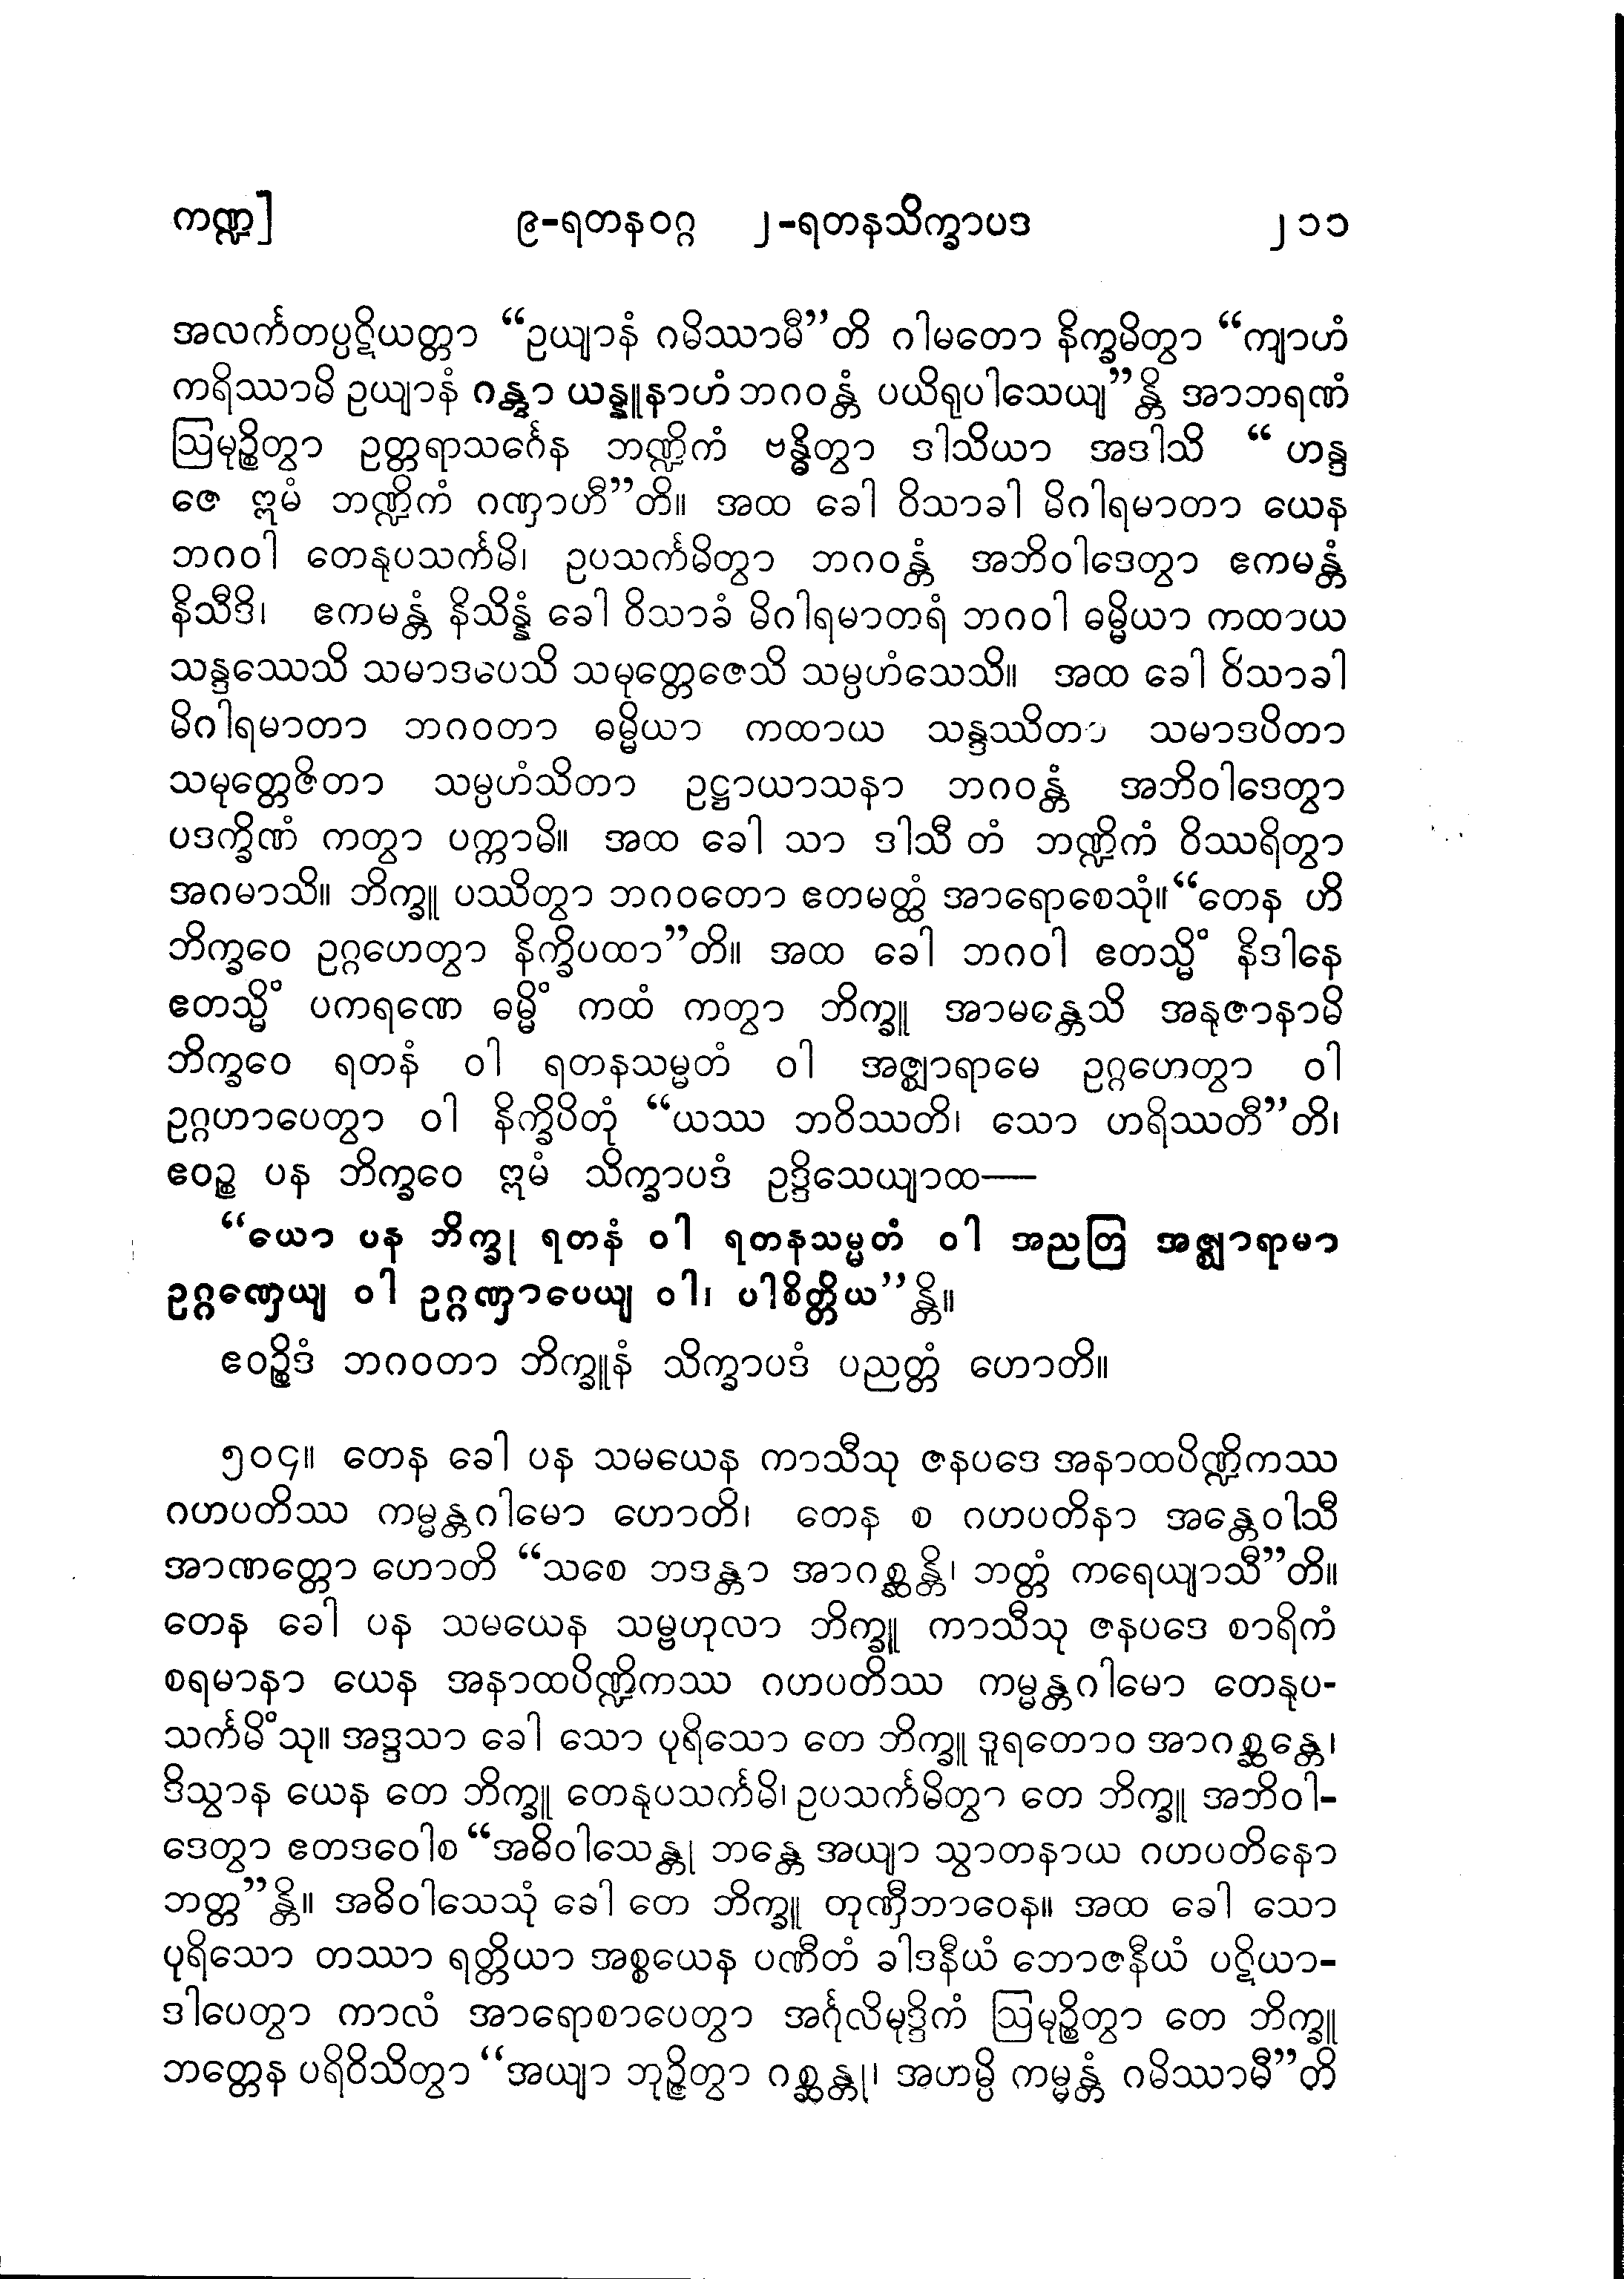 ကဏ္ဍ] ၉-ရတနဝဂ္ဂ ၂-ရတနသိက္ခာပဒ ၂၁၁
အလင်္ကတပ္ပဋိယတ္တာ “ဥယျာနံ ဂမိဿာမီ”တိ ဂါမတော နိက္ခမိတွာ “ကျာဟံ
ကရိဿာမိ ဥယျာနံ ဂန္တွာ ယန္နူနာဟံ ဘဂဝန္တံ ပယိရုပါသေယျ”န္တိ အာဘရဏံ
ဩမုဉ္စိတွာ ဥတ္တရာသင်္ဂေန ဘဏ္ဍိကံ ဗန္ဓိတွာ ဒါသိယာ အဒါသိ “ ဟန္ဒ
ဇေ ဣမံ ဘဏ္ဍိကံ ဂဏှာဟီ”တိ။ အထ ခေါ ဝိသာခါ မိဂါရမာတာ ယေန
ဘဂဝါ တေနုပသင်္ကမိ၊ ဥပသင်္ကမိတွာ ဘဂဝန္တံ အဘိဝါဒေတွာ ဧကမန္တံ
နိသီဒိ၊ ဧကမန္တံ နိသိန္နံ ခေါ ဝိသာခံ မိဂါရမာတရံ ဘဂဝါ ဓမ္မိယာ ကထာယ
သန္ဒဿေသိ သမာဒပေသိ သမုတ္တေဇေသိ သမ္ပဟံသေသိ။ အထ ခေါ ဝိသာခါ
မိဂါရမာတာ ဘဂဝတာ ဓမ္မိယာ ကထာယ သန္ဒဿိတာ သမာဒပိတာ
သမုတ္တေဇိတာ သမ္ပဟံသိတာ ဥဋ္ဌာယာသနာ ဘဂဝန္တံ အဘိဝါဒေတွာ
ပဒက္ခိဏံ ကတွာ ပက္ကာမိ။ အထ ခေါ သာ ဒါသီ တံ ဘဏ္ဍိကံ ဝိဿရိတွာ
အဂမာသိ။ ဘိက္ခူ ပဿိတွာ ဘဂဝတော ဧတမတ္ထံ အာရောစေသုံ။ “တေန ဟိ
ဘိက္ခဝေ ဥဂ္ဂဟေတွာ နိက္ခိပထာ”တိ။ အထ ခေါ ဘဂဝါ ဧတသ္မိံ နိဒါနေ
ဧတသ္မိံ ပကရဏေ ဓမ္မိံ ကထံ ကတွာ ဘိက္ခူ အာမန္တေသိ အနုဇာနာမိ
ဘိက္ခဝေ ရတနံ ဝါ ရတနသမ္မတံ ဝါ အဇ္ဈာရာမေ ဥဂ္ဂဟေတွာ ဝါ
ဥဂ္ဂဟာပေတွာ ဝါ နိက္ခိပိတုံ “ယဿ ဘဝိဿတိ၊ သော ဟရိဿတီ”တိ၊
ဧဝဉ္စ ပန ဘိက္ခဝေ ဣမံ သိက္ခာပဒံ ဥဒ္ဒိသေယျာထ—
“ယော ပန ဘိက္ခု ရတနံ ဝါ ရတနသမ္မတံ ဝါ အညတြ အဇ္ဈာရာမာ
ဥဂ္ဂဏှေယျ ဝါ ဥဂ္ဂဏှာပေယျ ဝါ၊ ပါစိတ္တိယ”န္တိ။
ဧဝဉ္စိဒံ ဘဂဝတာ ဘိက္ခူနံ သိက္ခာပဒံ ပညတ္တံ ဟောတိ။
၅၀၄။ တေန ခေါ ပန သမယေန ကာသီသု ဇနပဒေ အနာထပိဏ္ဍိကဿ
ဂဟပတိဿ ကမ္မန္တဂါမော ဟောတိ၊ တေန စ ဂဟပတိနာ အန္တေဝါသီ
အာဏတ္တော ဟောတိ “သစေ ဘဒန္တာ အာဂစ္ဆန္တိ၊ ဘတ္တံ ကရေယျာသီ”တိ။
တေန ခေါ ပန သမယေန သမ္ဗဟုလာ ဘိက္ခူ ကာသီသု ဇနပဒေ စာရိကံ
စရမာနာ ယေန အနာထပိဏ္ဍိကဿ ဂဟပတိဿ ကမ္မန္တဂါမော တေနုပ-
သင်္ကမိံသု။ အဒ္ဒသာ ခေါ သော ပုရိသော တေ ဘိက္ခူ ဒူရတောဝ အာဂစ္ဆန္တေ၊
ဒိသွာန ယေန တေ ဘိက္ခူ တေနုပသင်္ကမိ၊ ဥပသင်္ကမိတွာ တေ ဘိက္ခူ အဘိဝါ-
ဒေတွာ ဧတဒဝေါစ “အဓိဝါသေန္တု ဘန္တေ အယျာ သွာတနာယ ဂဟပတိနော
ဘတ္တ”န္တိ။ အဓိဝါသေသုံ ခေါ တေ ဘိက္ခူ တုဏှီဘာဝေန။ အထ ခေါ သော
ပုရိသော တဿာ ရတ္တိယာ အစ္စယေန ပဏီတံ ခါဒနီယံ ဘောဇနီယံ ပဋိယာ-
ဒါပေတွာ ကာလံ အာရောစာပေတွာ အင်္ဂုလိမုဒ္ဒိကံ ဩမုဉ္စိတွာ တေ ဘိက္ခူ
ဘတ္တေန ပရိဝိသိတွာ “အယျာ ဘုဉ္ဇိတွာ ဂစ္ဆန္တု၊ အဟမ္ပိ ကမ္မန္တံ ဂမိဿာမီ”တိ